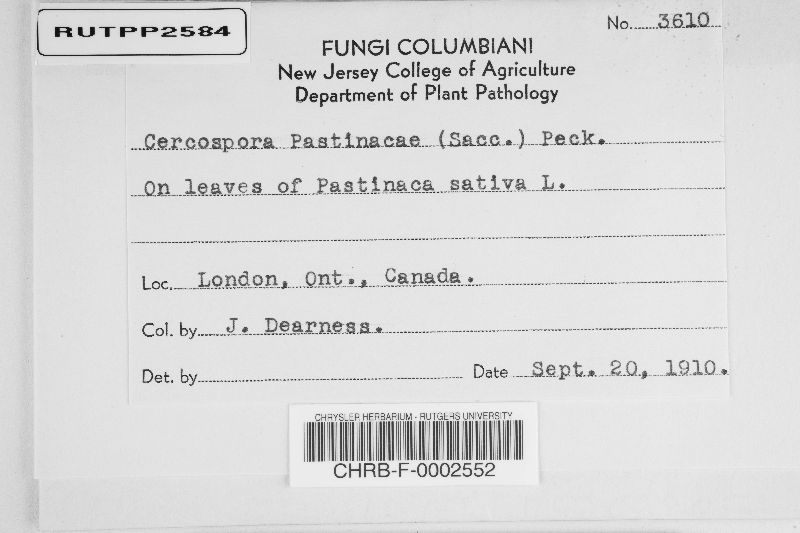 RUTPP2584
No. 3610
FUNGI COLUMBIANI
New Jersey College of Agriculture
Department of Plant Pathology
Cercospora Pastinacae (Sacc.) Peck.
On leaves of Pastinaca sativa L.
Loc. London, Ont., Canada.
Col. by J. Dearness.
Det. by Date Sept. 20, 1910.
CHRYSLER HERBARIUM - RUTGERS UNIVERSITY
CHRB-F-0002552